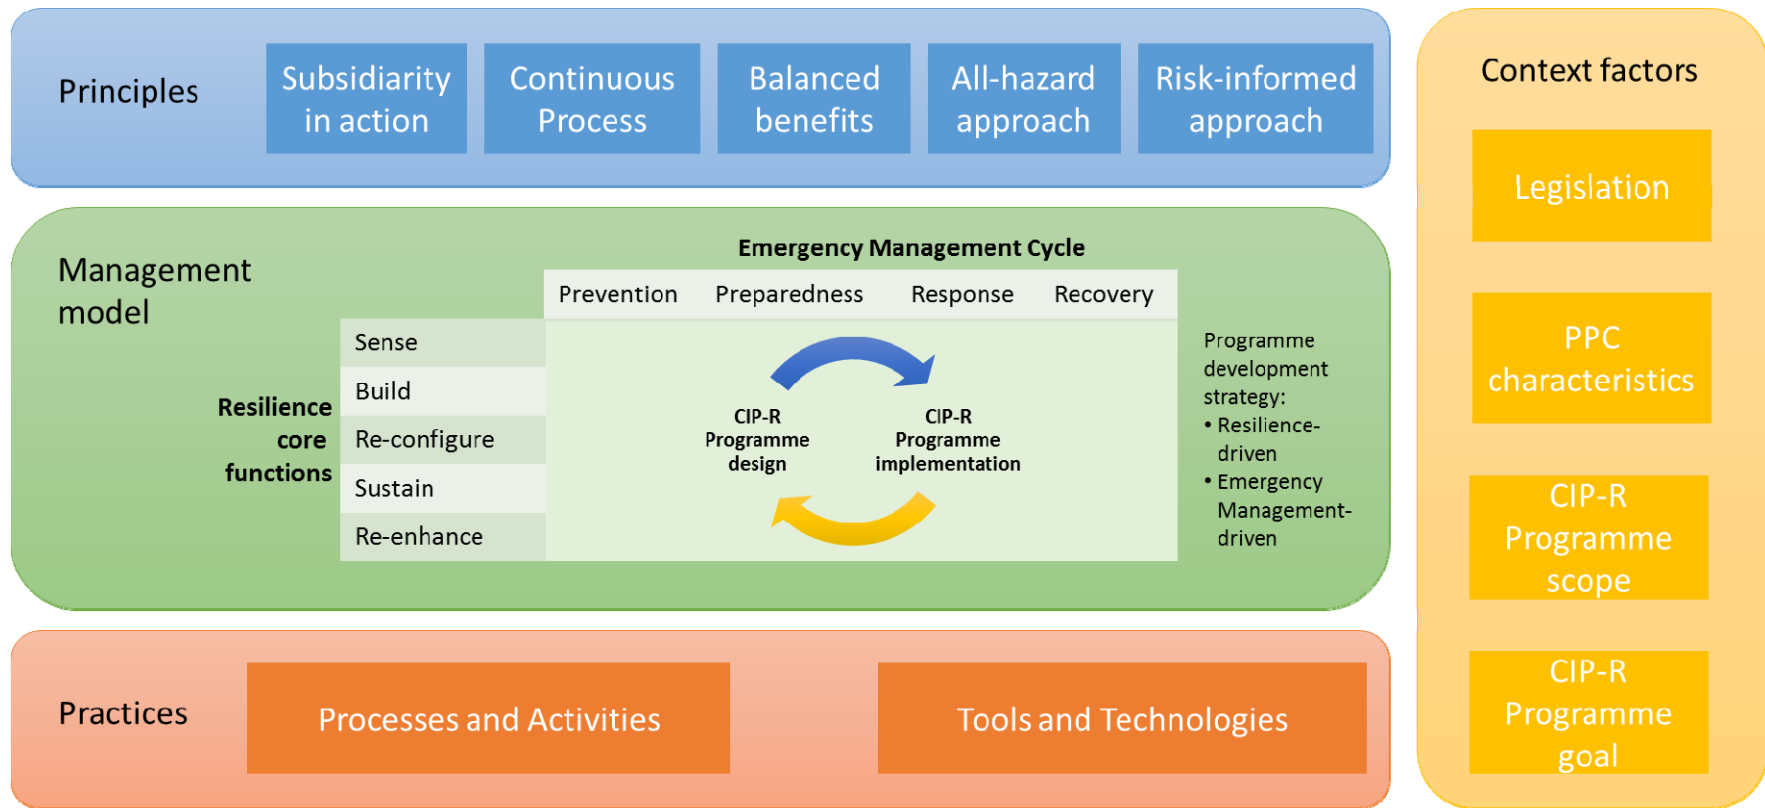 Principles
Subsidiarity
in action
Continuous
Process
Balanced
benefits
All-hazard
approach
Risk-informed
approach
Management
model
Emergency Management Cycle
Prevention
Preparedness
Response
Recovery
Resilience
core
functions
Sense
Build
Re-configure
Sustain
Re-enhance
CIP-R
Programme
design
CIP-R
Programme
implementation
Programme
development
strategy:
• Resilience-
driven
• Emergency
Management-
driven
Practices
Processes and Activities
Tools and Technologies
Context factors
Legislation
PPC
characteristics
CIP-R
Programme
scope
CIP-R
Programme
goal